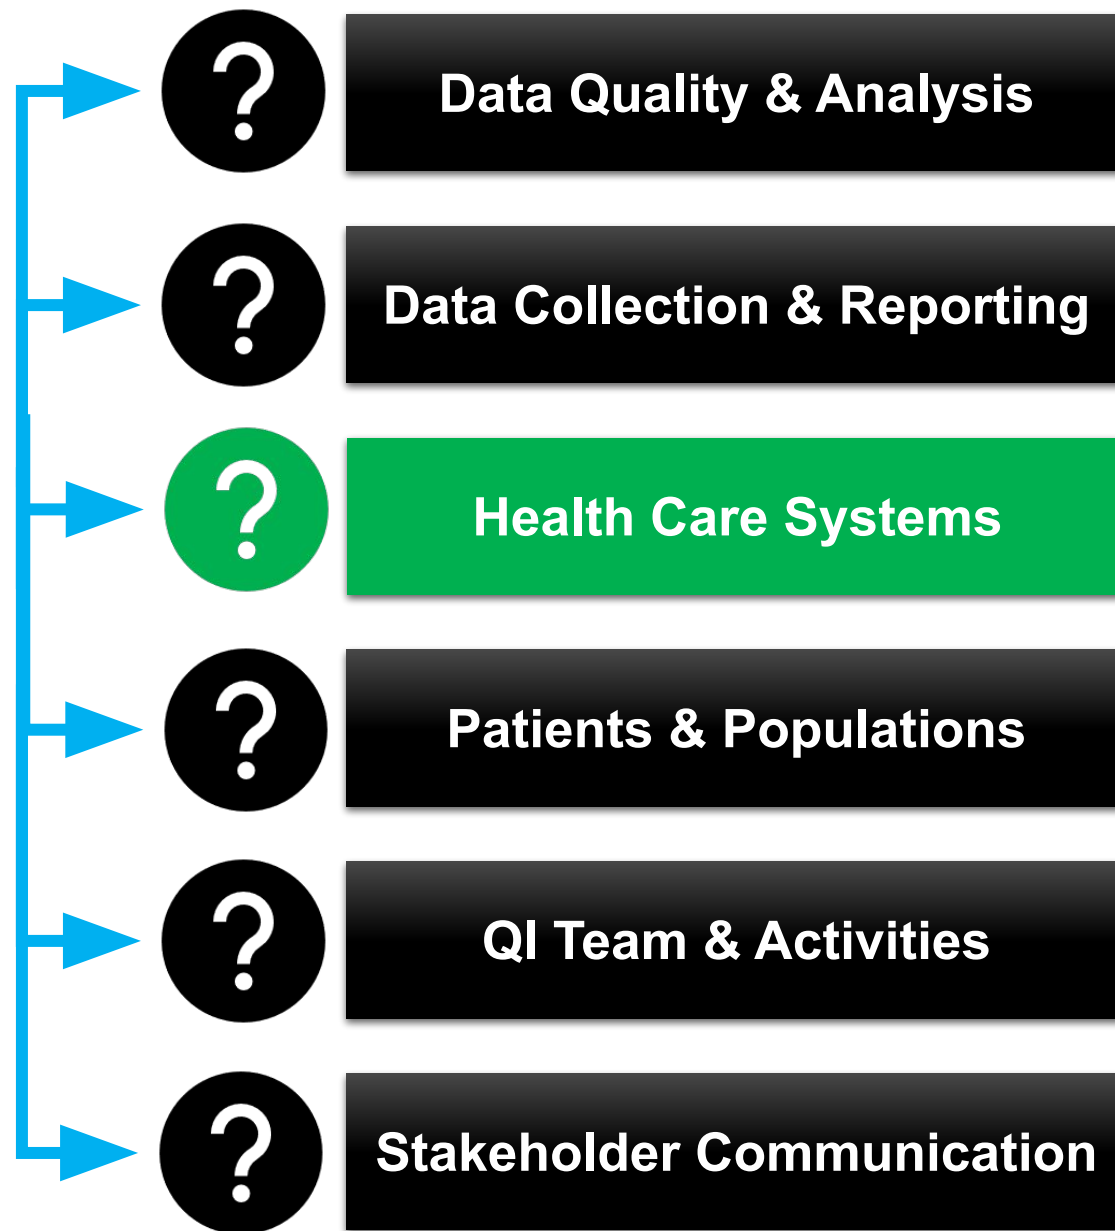 ?
Data Quality & Analysis
?
Data Collection & Reporting
?
Health Care Systems
?
Patients & Populations
?
QI Team & Activities
?
Stakeholder Communication